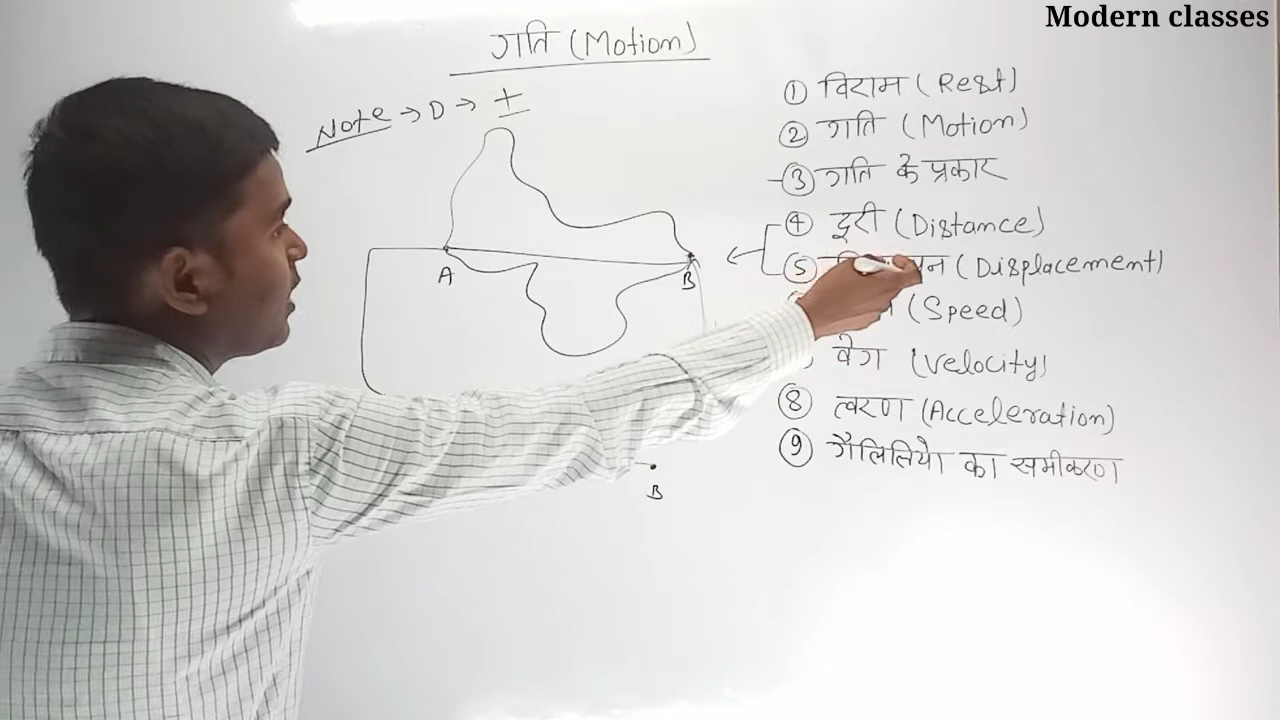 Modern classes
गति (Motion)
Note → D → +
① विराम (Rest)
② गति (Motion)
③ गति के प्रकार
④ दूरी (Distance)
⑤ (Displacement)
(Speed)
वेग (Velocity)
⑧ त्वरण (Acceleration)
⑨ गैलिलियो का समीकरण
A
B
B